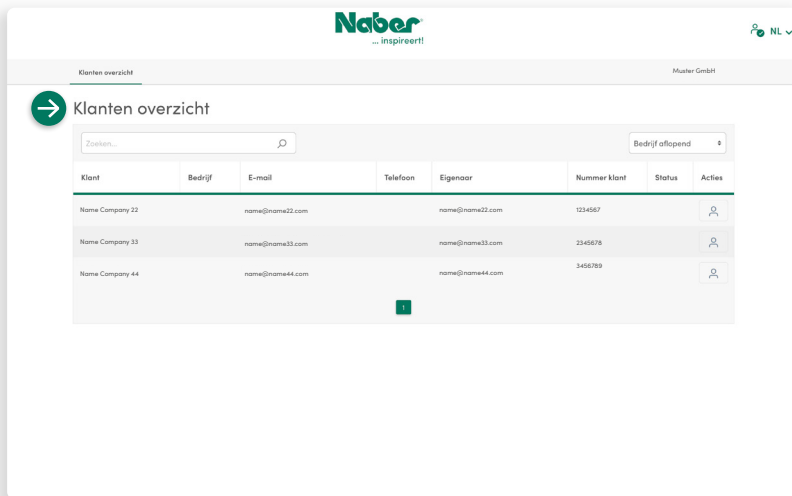 Naber
... inspireert!
NL
Klanten overzicht
Muster GmbH
Klanten overzicht
Zoeken...
Bedrijf aflopend
Klant Bedrijf E-mail Telefoon Eigenaar Nummer klant Status Acties
Name Company 22 name@name22.com name@name22.com 1234567
Name Company 33 name@name33.com name@name33.com 2345678
Name Company 44 name@name44.com name@name44.com 3456789
1